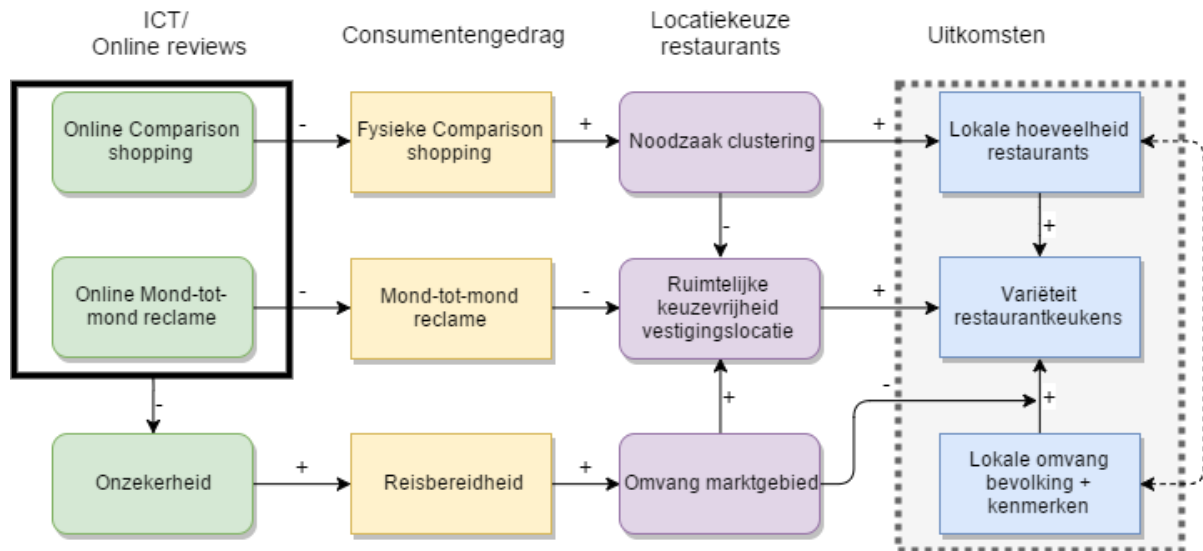 ICT/
Online reviews
Consumentengedrag
Locatiekeuze
restaurants
Uitkomsten
Online Comparison
shopping
-
Fysieke Comparison
shopping
+
Noodzaak clustering
+
Lokale hoeveelheid
restaurants
-
+
Online Mond-tot-
mond reclame
-
Mond-tot-mond
reclame
-
Ruimtelijke
keuzevrijheid
vestigingslocatie
+
Variëteit
restaurantkeukens
-
+
-
+
Onzekerheid
+
Reisbereidheid
+
Omvang marktgebied
Lokale omvang
bevolking +
kenmerken